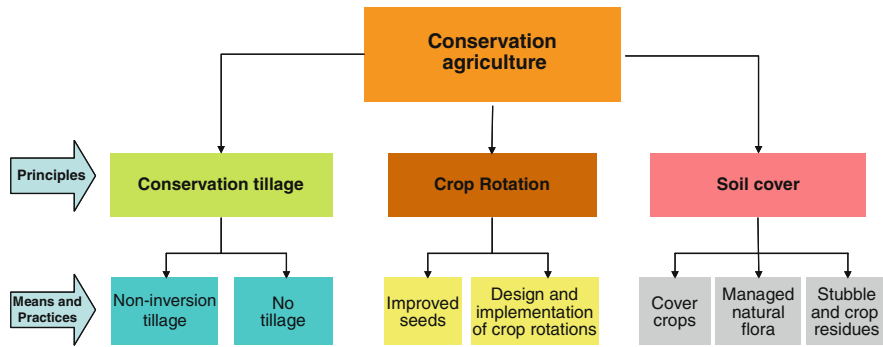 Conservation
agriculture
Principles
Conservation tillage
Crop Rotation
Soil cover
Means and
Practices
Non-inversion
tillage
No
tillage
Improved
seeds
Design and
implementation
of crop rotations
Cover
crops
Managed
natural
flora
Stubble
and crop
residues